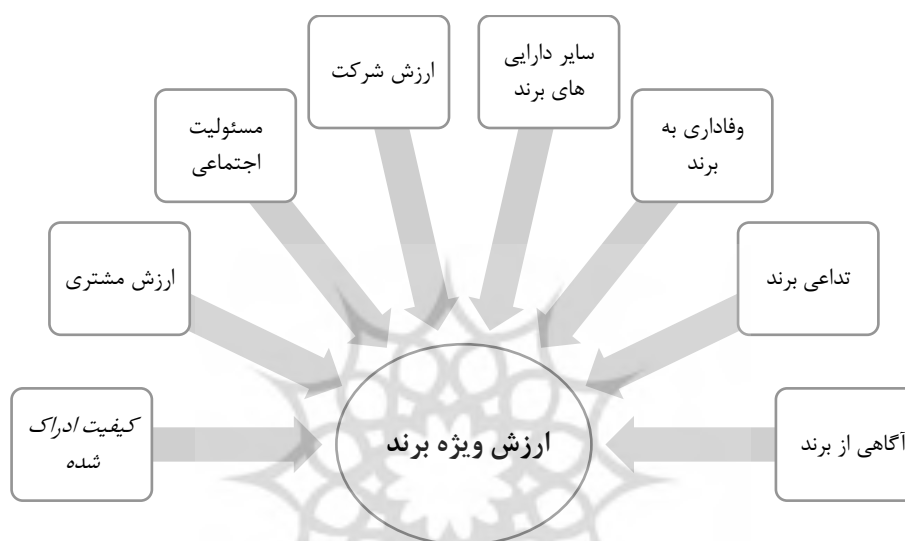 سایر دارایی
های برند
ارزش شرکت
وفاداری به
برند
مسئولیت
اجتماعی
تداعی برند
ارزش مشتری
آگاهی از برند
ارزش ویژه برند
کیفیت ادراک
شده